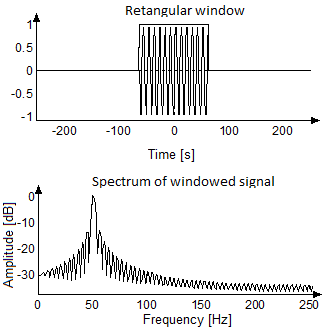 Retangular window
1
0.5
0
-0.5
-1
-200 -100 0 100 200
Time [s]
Spectrum of windowed signal
Amplitude [dB]
0
-10
-20
-30
0 50 100 150 200 250
Frequency [Hz]